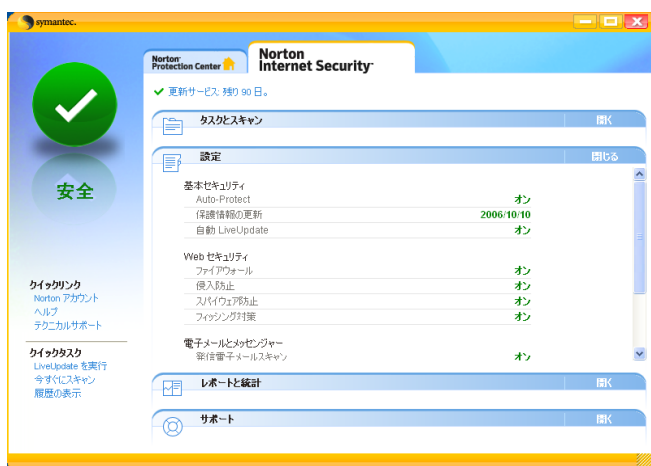 symantec.
Norton
Protection Center
Norton
Internet Security
更新サービス: 残り 90 日。
タスクとスキャン 開く
設定 閉じる
安全
基本セキュリティ
Auto-Protect オン
保護情報の更新 2006/10/10
自動 LiveUpdate オン
Web セキュリティ
ファイアウォール オン
侵入防止 オン
スパイウェア防止 オン
フィッシング対策 オン
電子メールとメッセンジャー
発信電子メールスキャン オン
クイックリンク
Norton アカウント
ヘルプ
テクニカルサポート
クイックタスク
LiveUpdate を実行
今すぐにスキャン
履歴の表示
レポートと統計 開く
サポート 開く